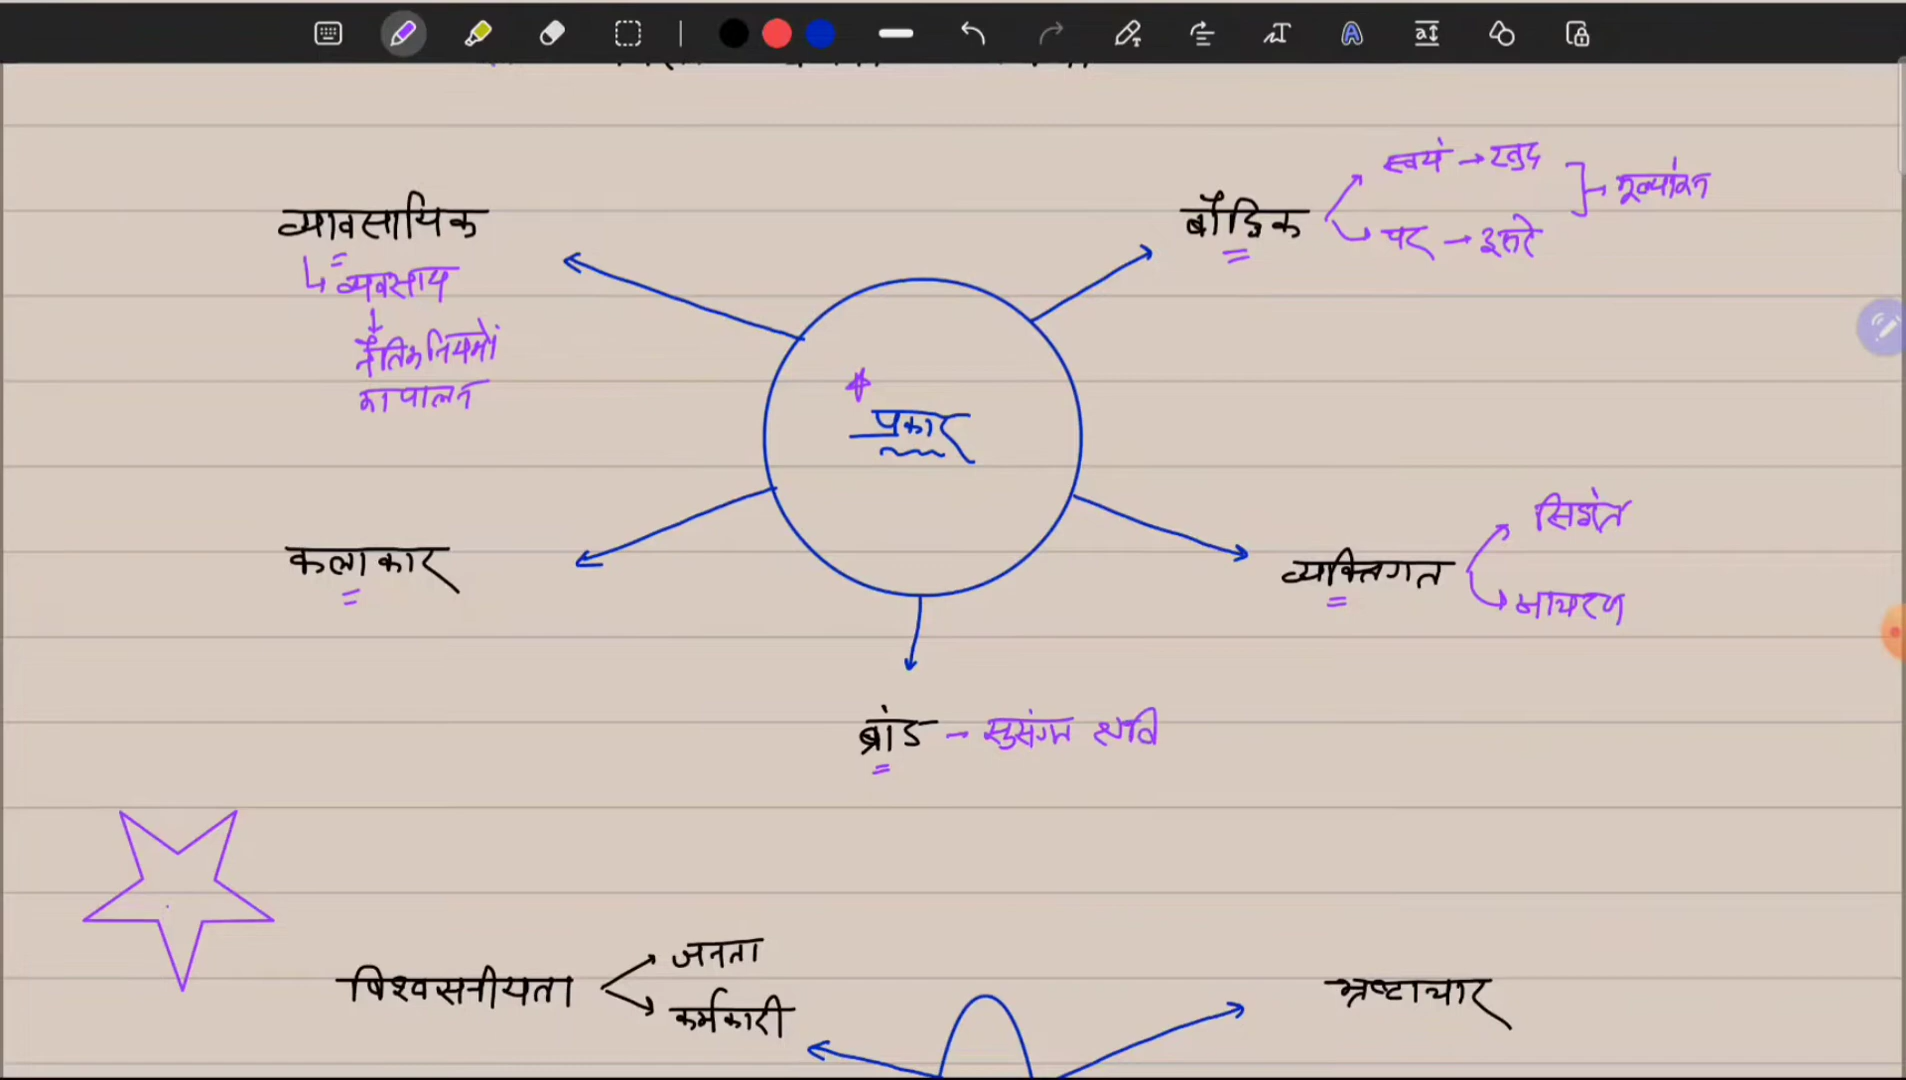 व्यावसायिक
↳ व्यवसाय
↓
नैतिक नियमों
का पालन
बौद्धिक
स्वयं → खुद
पर → दूसरे
} → मूल्यांकन
प्रकार
कलाकार
व्यक्तिगत
सिद्धांत
आचरण
ब्रांड - सुसंगत छवि
विश्वसनीयता
जनता
कर्मकारी
भ्रष्टाचार